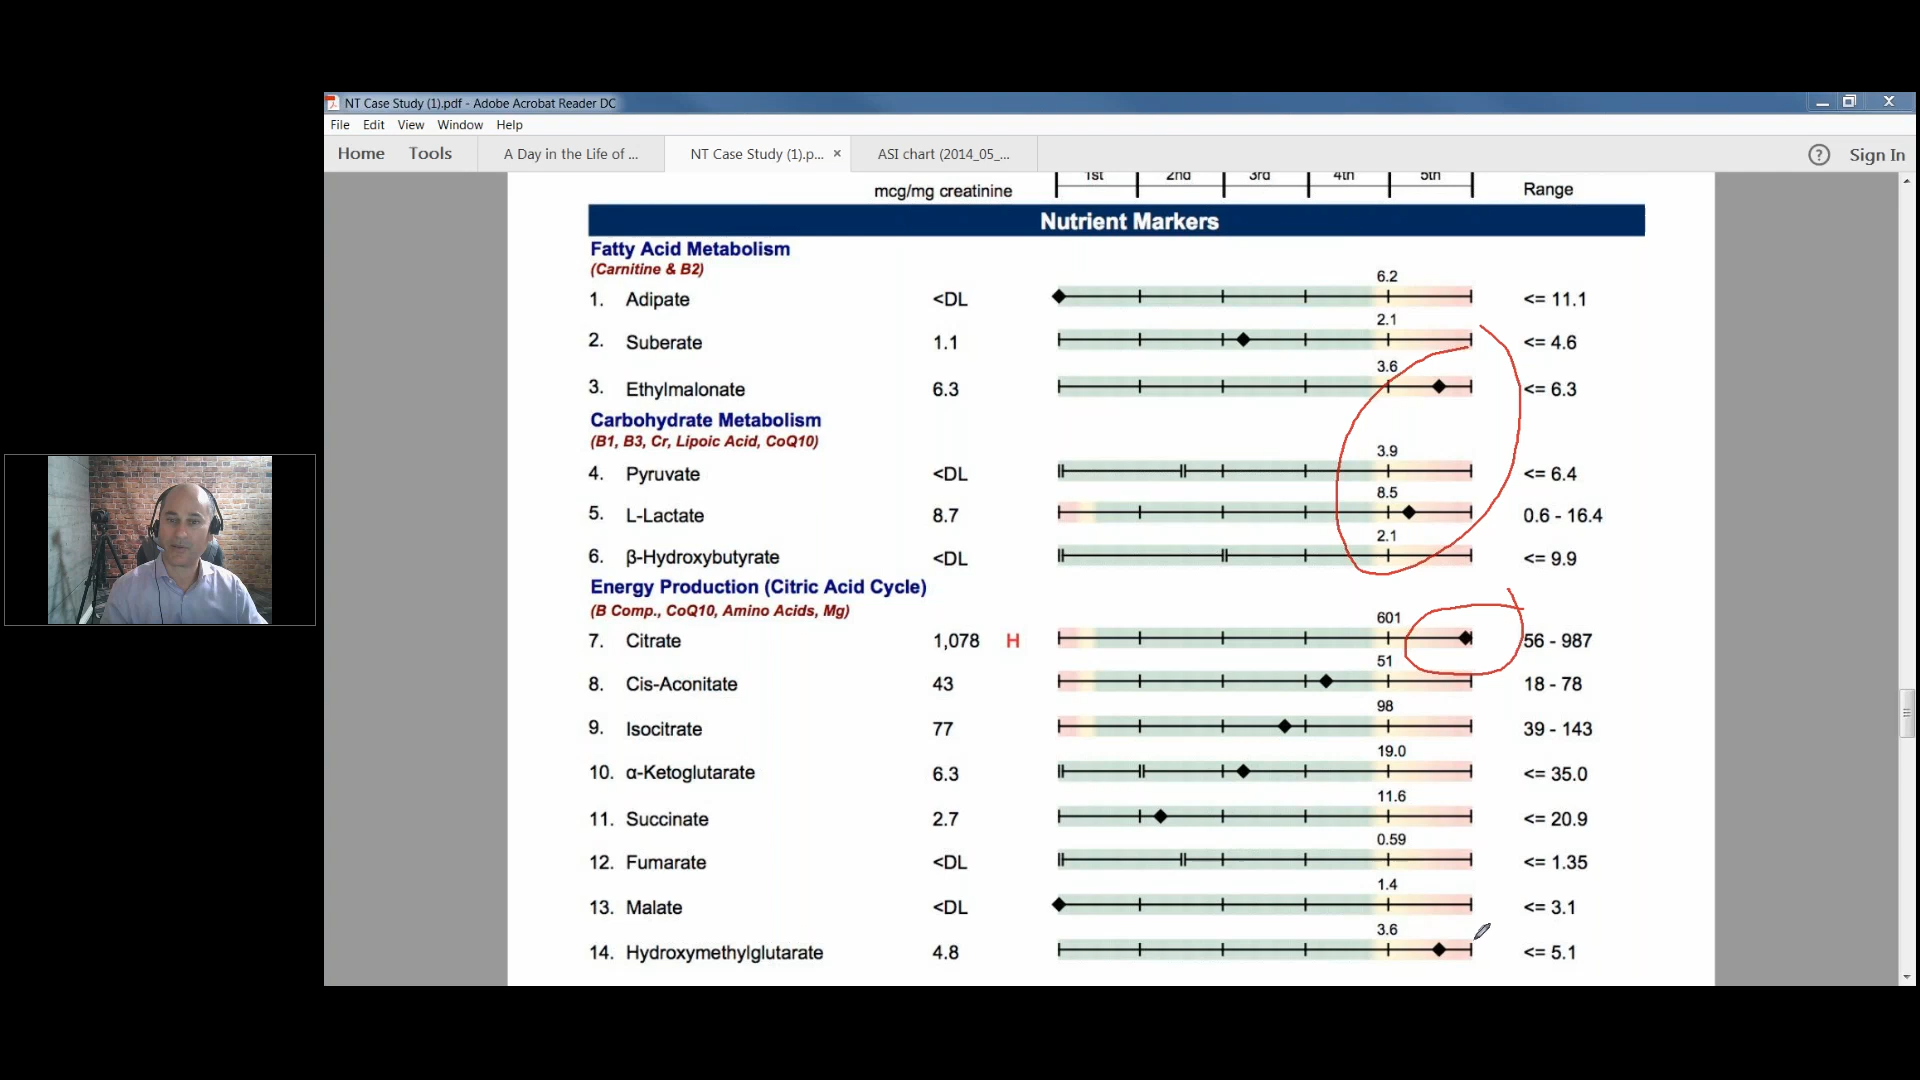 NT Case Study (1).pdf - Adobe Acrobat Reader DC
File Edit View Window Help
Home Tools A Day in the Life of ... NT Case Study (1).p... × ASI chart (2014_05_... ? Sign In
1st 2nd 3rd 4th 5th
mcg/mg creatinine Range
Nutrient Markers
Fatty Acid Metabolism
(Carnitine & B2)
6.2
1. Adipate <DL <= 11.1
2.1
2. Suberate 1.1 <= 4.6
3.6
3. Ethylmalonate 6.3 <= 6.3
Carbohydrate Metabolism
(B1, B3, Cr, Lipoic Acid, CoQ10)
3.9
4. Pyruvate <DL <= 6.4
8.5
5. L-Lactate 8.7 0.6 - 16.4
2.1
6. β-Hydroxybutyrate <DL <= 9.9
Energy Production (Citric Acid Cycle)
(B Comp., CoQ10, Amino Acids, Mg)
601
7. Citrate 1,078 H 56 - 987
51
8. Cis-Aconitate 43 18 - 78
98
9. Isocitrate 77 39 - 143
19.0
10. α-Ketoglutarate 6.3 <= 35.0
11.6
11. Succinate 2.7 <= 20.9
0.59
12. Fumarate <DL <= 1.35
1.4
13. Malate <DL <= 3.1
3.6
14. Hydroxymethylglutarate 4.8 <= 5.1